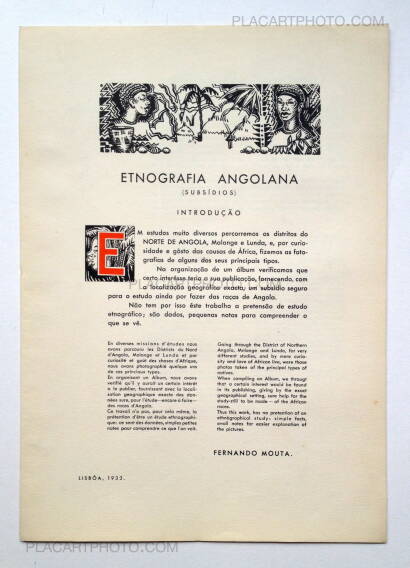 PLACARTPHOTO.COM
ETNOGRAFIA ANGOLANA
(SUBSÍDIOS)
INTRODUÇÃO
EM estudos muito diversos percorremos os distritos do
NORTE DE ANGOLA, Malange e Lunda, e, por curio-
sidade e gôsto das cousas de África, fizemos as foto-
grafias de alguns dos seus principais tipos.
Na organização de um álbum verificamos que
certo interêsse teria a sua publicação, fornecendo, com
a localização geográfica exacta, um subsídio seguro
para o estudo ainda por fazer das raças de Angola.
Não tem por isso êste trabalho a pretensão de estudo
etnográfico; são dados, pequenas notas para compreender o
que se vê.
PLACARTPHOTO.COM
En diverses missions d'études nous
avons parcouru les Districts du Nord
d'Angola, Malange et Lunda et par
curiosité et goût des choses d'Afrique,
nous avons photographié quelques uns
de ces principaux types.
En organisant un Album, nous avons
verifié qu'il y aurait un certain intérêt
a le publier, fournissant avec la locali-
sation geographique exacte des don-
nées sure, pour l'étude—encore à faire—
des races d'Angola.
Ce travail n'a pas, pour cela même, la
prétention d'être un étude ethnographi-
que: ce sont des données, simples petites
notes pour comprendre ce que l'on voit.
Going through the District of Northern
Angola, Malange and Lunda, for very
different studies, and by mere curio-
sity and love of African live, were those
photos taken of the principal types of
natives.
When compiling an Album, we throug
that a certain interest would be found
in its publishing, giving by the exact
geographical setting, sure help for the
study-still to be made - of the African
races.
Thus this work, has no pretention of an
ethnographical study: simple facts,
small notes for easier explanation of
the pictures.
FERNANDO MOUTA.
LISBÔA, 1933.
PLACARTPHOTO.COM